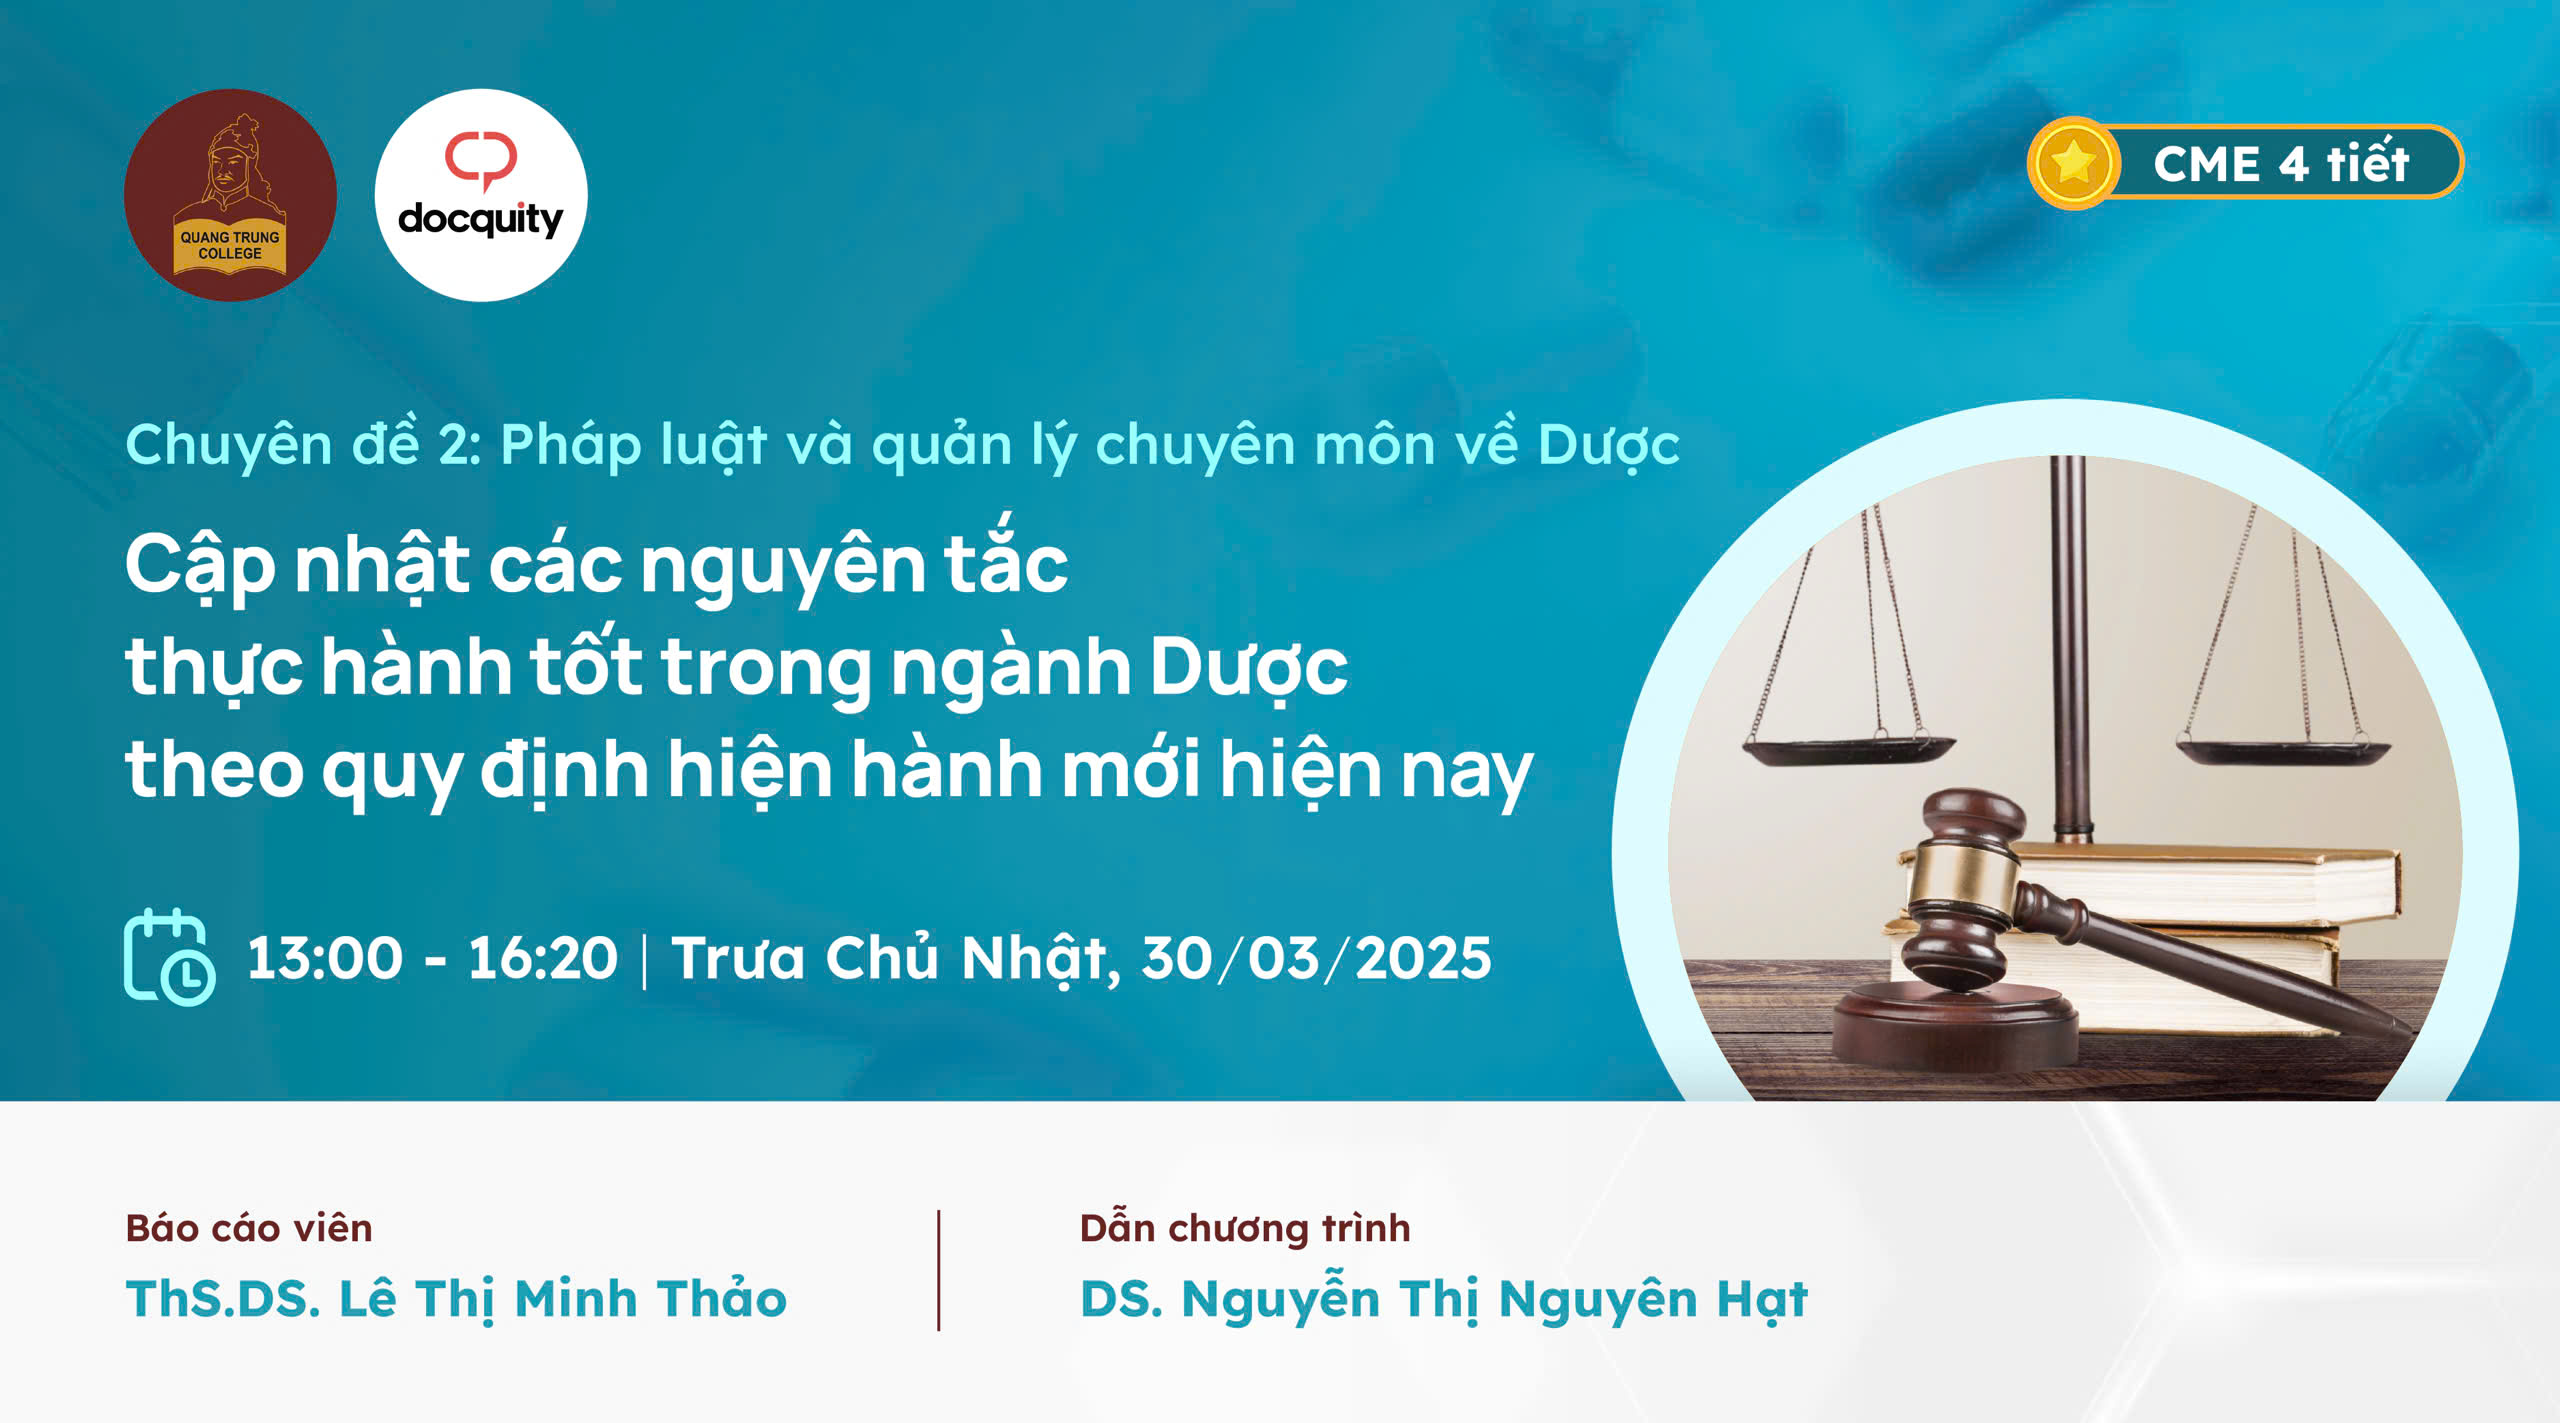 QUANG TRUNG
COLLEGE
docquity
CME 4 tiết
Chuyên đề 2: Pháp luật và quản lý chuyên môn về Dược
Cập nhật các nguyên tắc
thực hành tốt trong ngành Dược
theo quy định hiện hành mới hiện nay
13:00 - 16:20 | Trưa Chủ Nhật, 30/03/2025
Báo cáo viên
ThS.DS. Lê Thị Minh Thảo
Dẫn chương trình
DS. Nguyễn Thị Nguyên Hạt